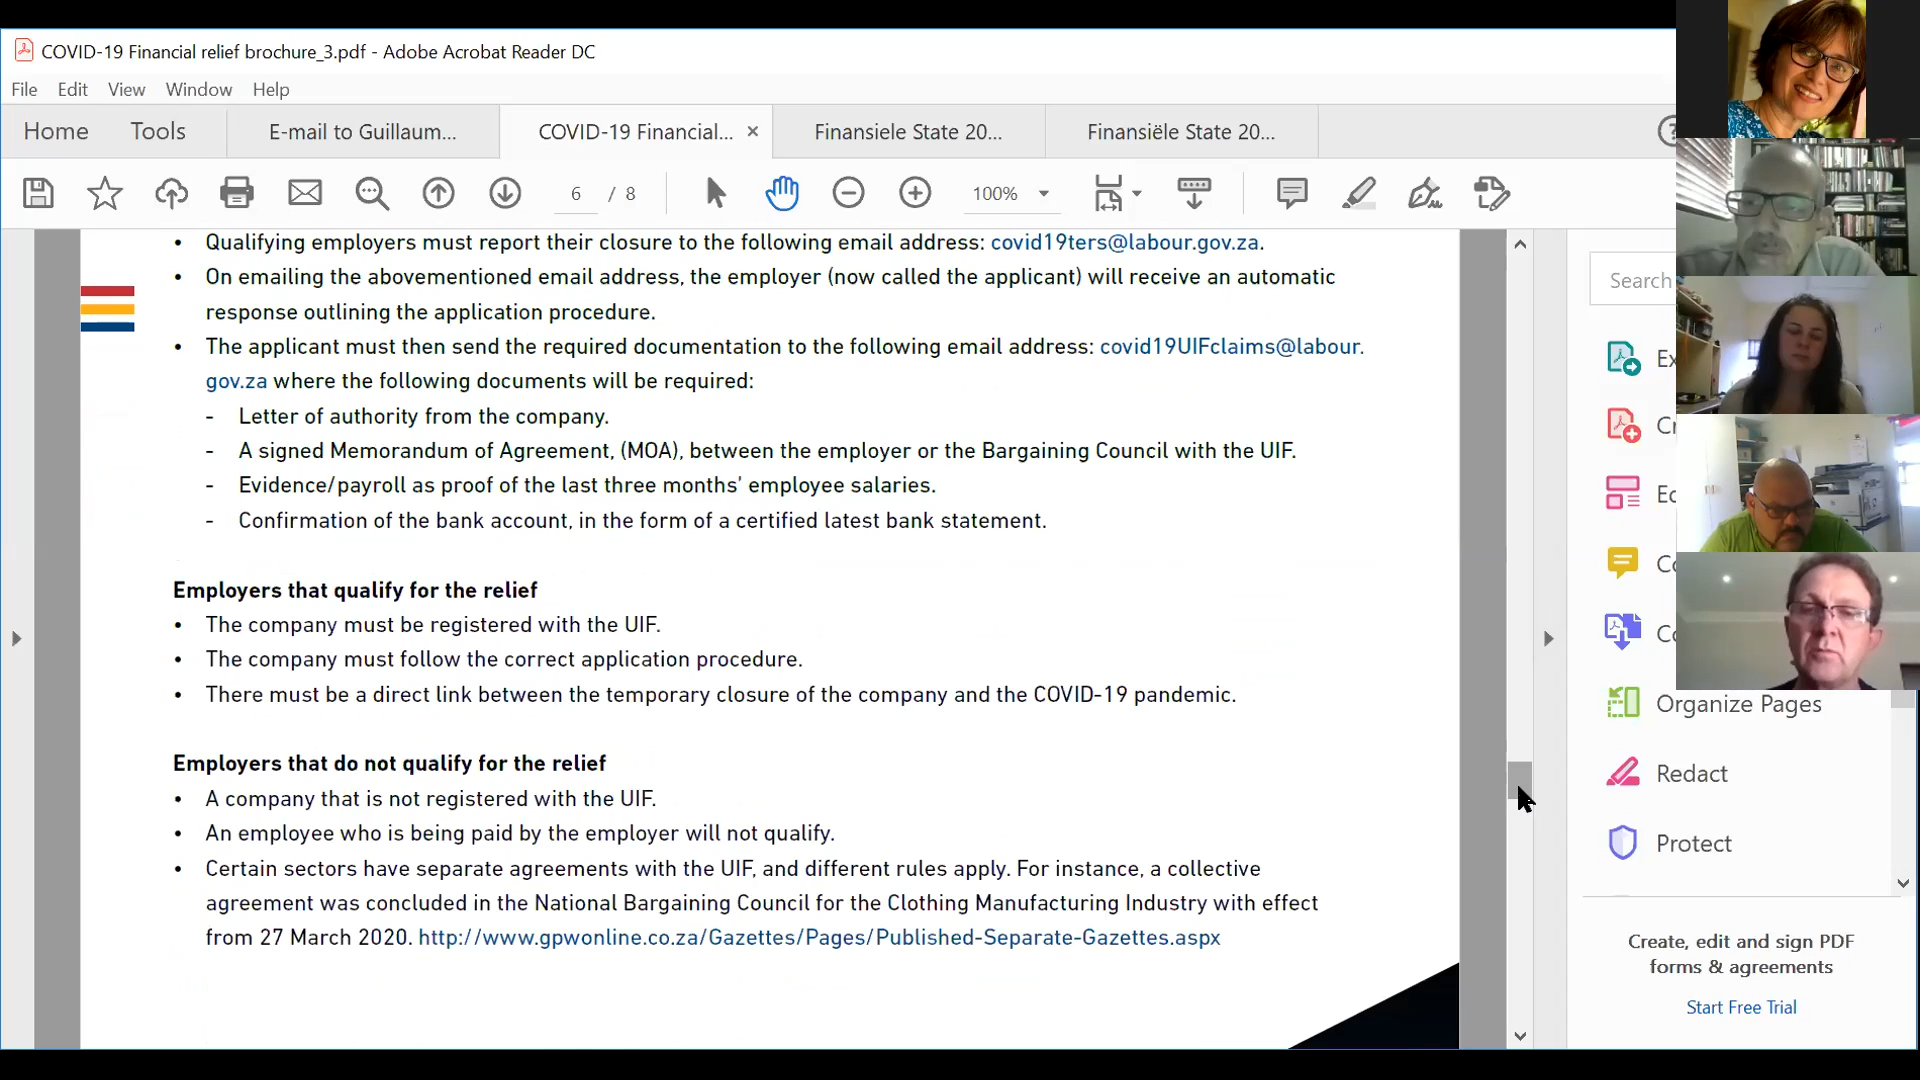 COVID-19 Financial relief brochure_3.pdf - Adobe Acrobat Reader DC
File Edit View Window Help
Home Tools E-mail to Guillaum... COVID-19 Financial... × Finansiele State 20... Finansiële State 20...
6 / 8 100%
• Qualifying employers must report their closure to the following email address: covid19ters@labour.gov.za.
• On emailing the abovementioned email address, the employer (now called the applicant) will receive an automatic
response outlining the application procedure.
• The applicant must then send the required documentation to the following email address: covid19UIFclaims@labour.
gov.za where the following documents will be required:
- Letter of authority from the company.
- A signed Memorandum of Agreement, (MOA), between the employer or the Bargaining Council with the UIF.
- Evidence/payroll as proof of the last three months’ employee salaries.
- Confirmation of the bank account, in the form of a certified latest bank statement.
Employers that qualify for the relief
• The company must be registered with the UIF.
• The company must follow the correct application procedure.
• There must be a direct link between the temporary closure of the company and the COVID-19 pandemic.
Employers that do not qualify for the relief
• A company that is not registered with the UIF.
• An employee who is being paid by the employer will not qualify.
• Certain sectors have separate agreements with the UIF, and different rules apply. For instance, a collective
agreement was concluded in the National Bargaining Council for the Clothing Manufacturing Industry with effect
from 27 March 2020. http://www.gpwonline.co.za/Gazettes/Pages/Published-Separate-Gazettes.aspx
Search
Organize Pages
Redact
Protect
Create, edit and sign PDF
forms & agreements
Start Free Trial